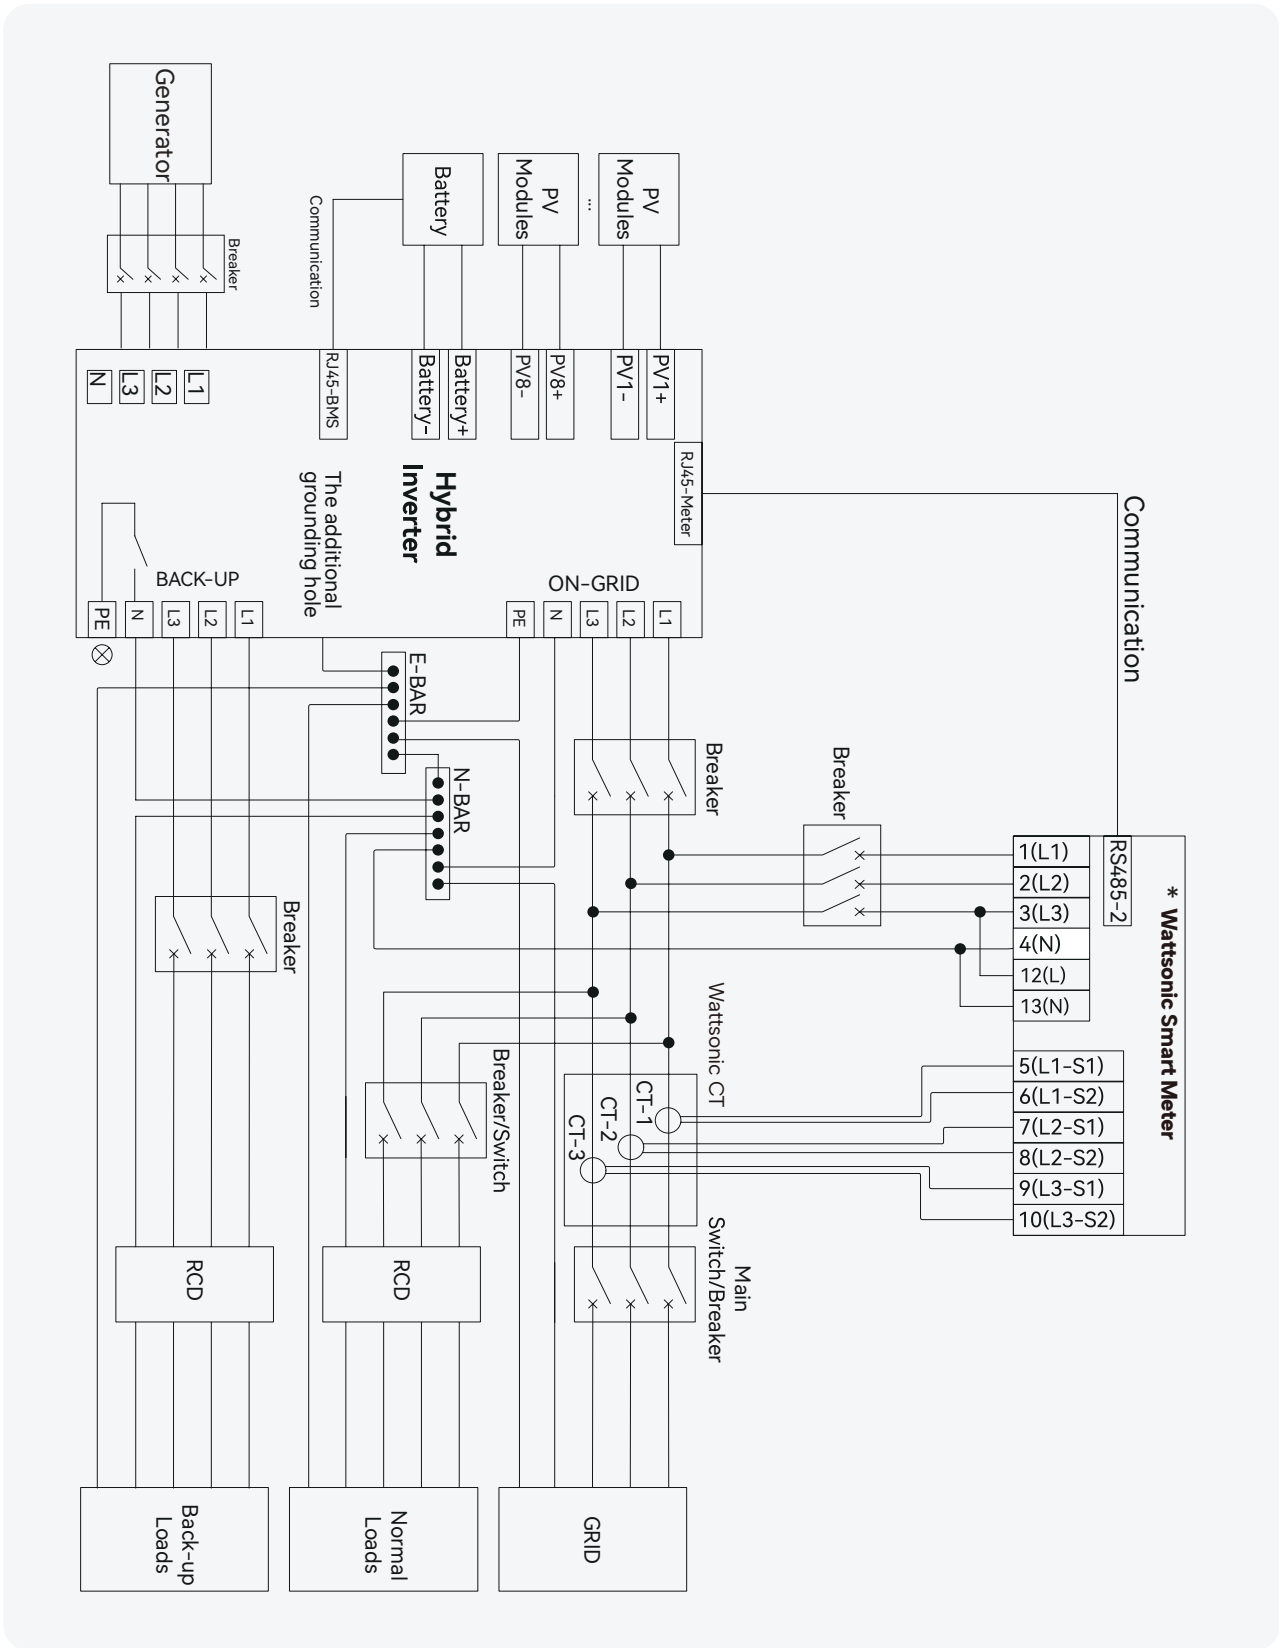 Generator
Breaker
Communication
Battery
PV
Modules
...
PV
Modules
L1
L2
L3
N
RJ45-BMS
Battery-
Battery+
PV8-
PV8+
PV1-
PV1+
RJ45-Meter
Communication
Hybrid
Inverter
The additional
grounding hole
BACK-UP
ON-GRID
PE
N
L3
L2
L1
PE
N
L3
L2
L1
E-BAR
N-BAR
Breaker
Breaker
RS485-2
* Wattsonic Smart Meter
1(L1)
2(L2)
3(L3)
4(N)
12(L)
13(N)
5(L1-S1)
6(L1-S2)
7(L2-S1)
8(L2-S2)
9(L3-S1)
10(L3-S2)
Breaker
Breaker/Switch
Wattsonic CT
CT-1
CT-2
CT-3
Main
Switch/Breaker
RCD
RCD
Back-up
Loads
Normal
Loads
GRID